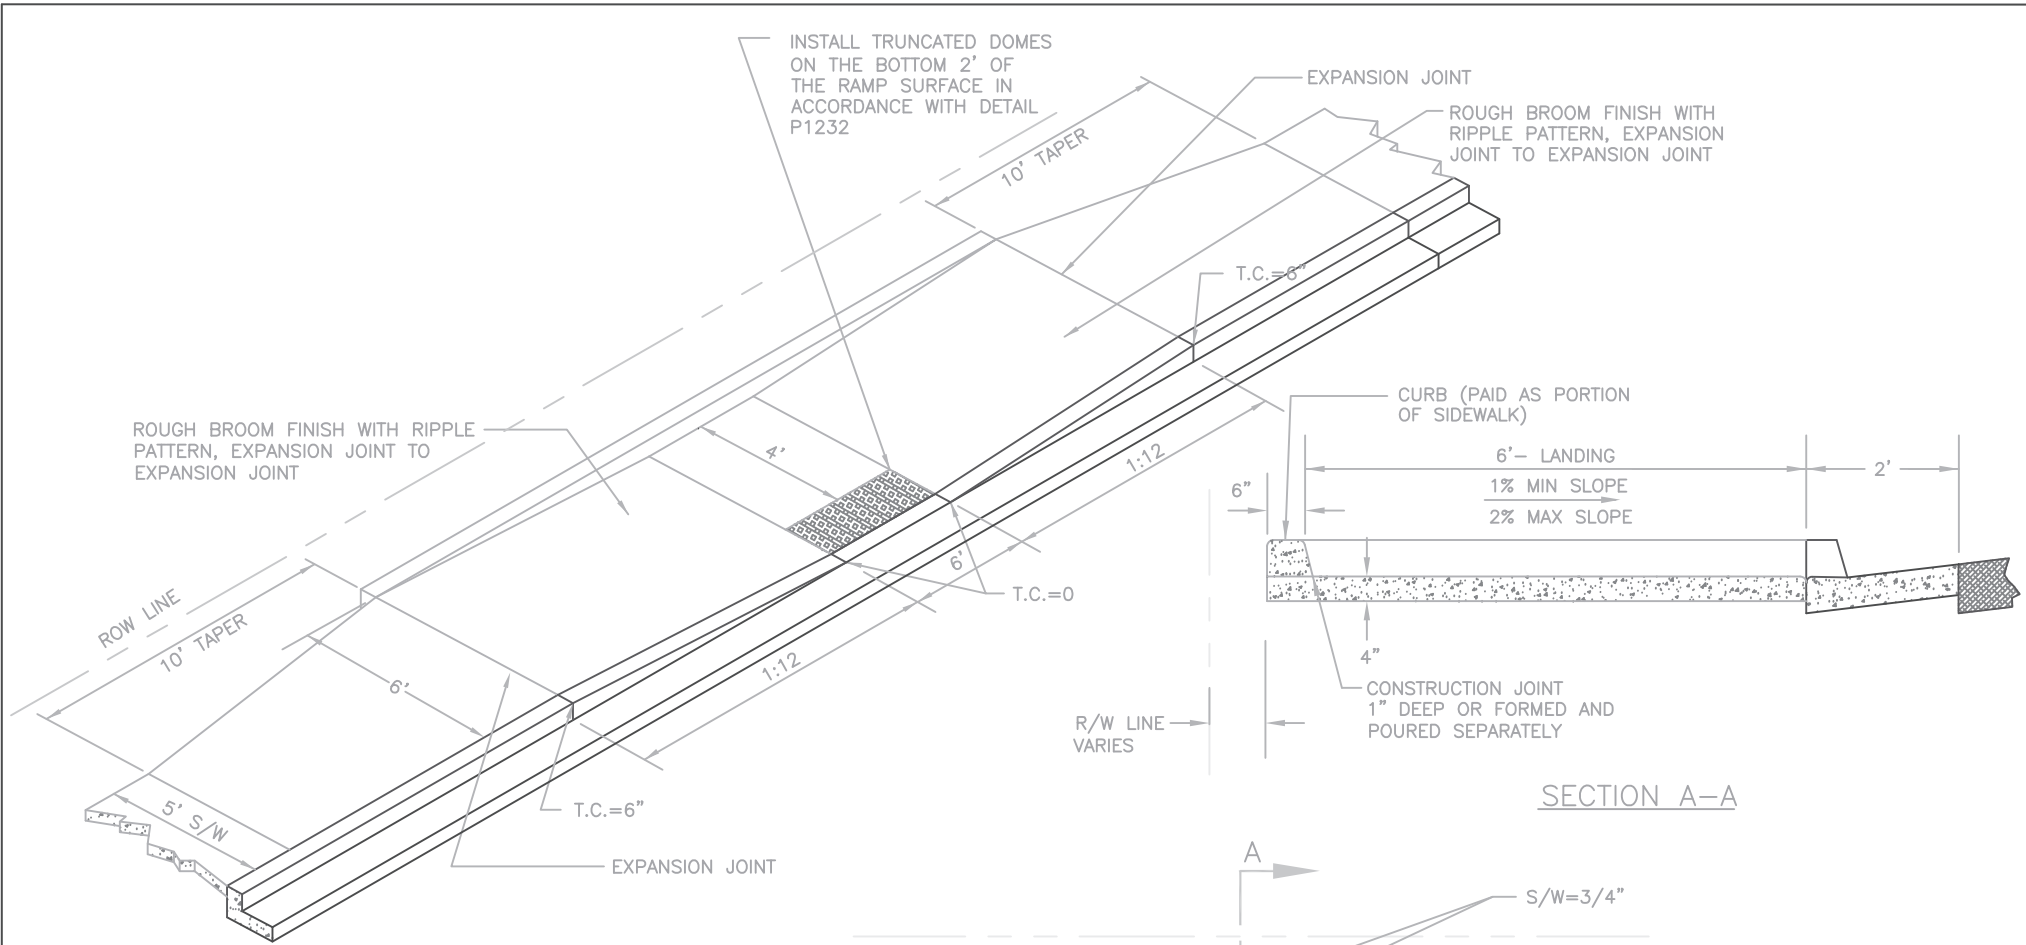 INSTALL TRUNCATED DOMES
ON THE BOTTOM 2' OF
THE RAMP SURFACE IN
ACCORDANCE WITH DETAIL
P1232
EXPANSION JOINT
ROUGH BROOM FINISH WITH
RIPPLE PATTERN, EXPANSION
JOINT TO EXPANSION JOINT
10' TAPER
T.C.=6"
CURB (PAID AS PORTION
OF SIDEWALK)
ROUGH BROOM FINISH WITH RIPPLE
PATTERN, EXPANSION JOINT TO
EXPANSION JOINT
4'
1:12
6'- LANDING
2'
1% MIN SLOPE
2% MAX SLOPE
6"
6'
T.C.=0
ROW LINE
10' TAPER
1:12
6'
4"
CONSTRUCTION JOINT
1" DEEP OR FORMED AND
POURED SEPARATELY
R/W LINE
VARIES
SECTION A-A
5' S/W
T.C.=6"
EXPANSION JOINT
A
S/W=3/4"